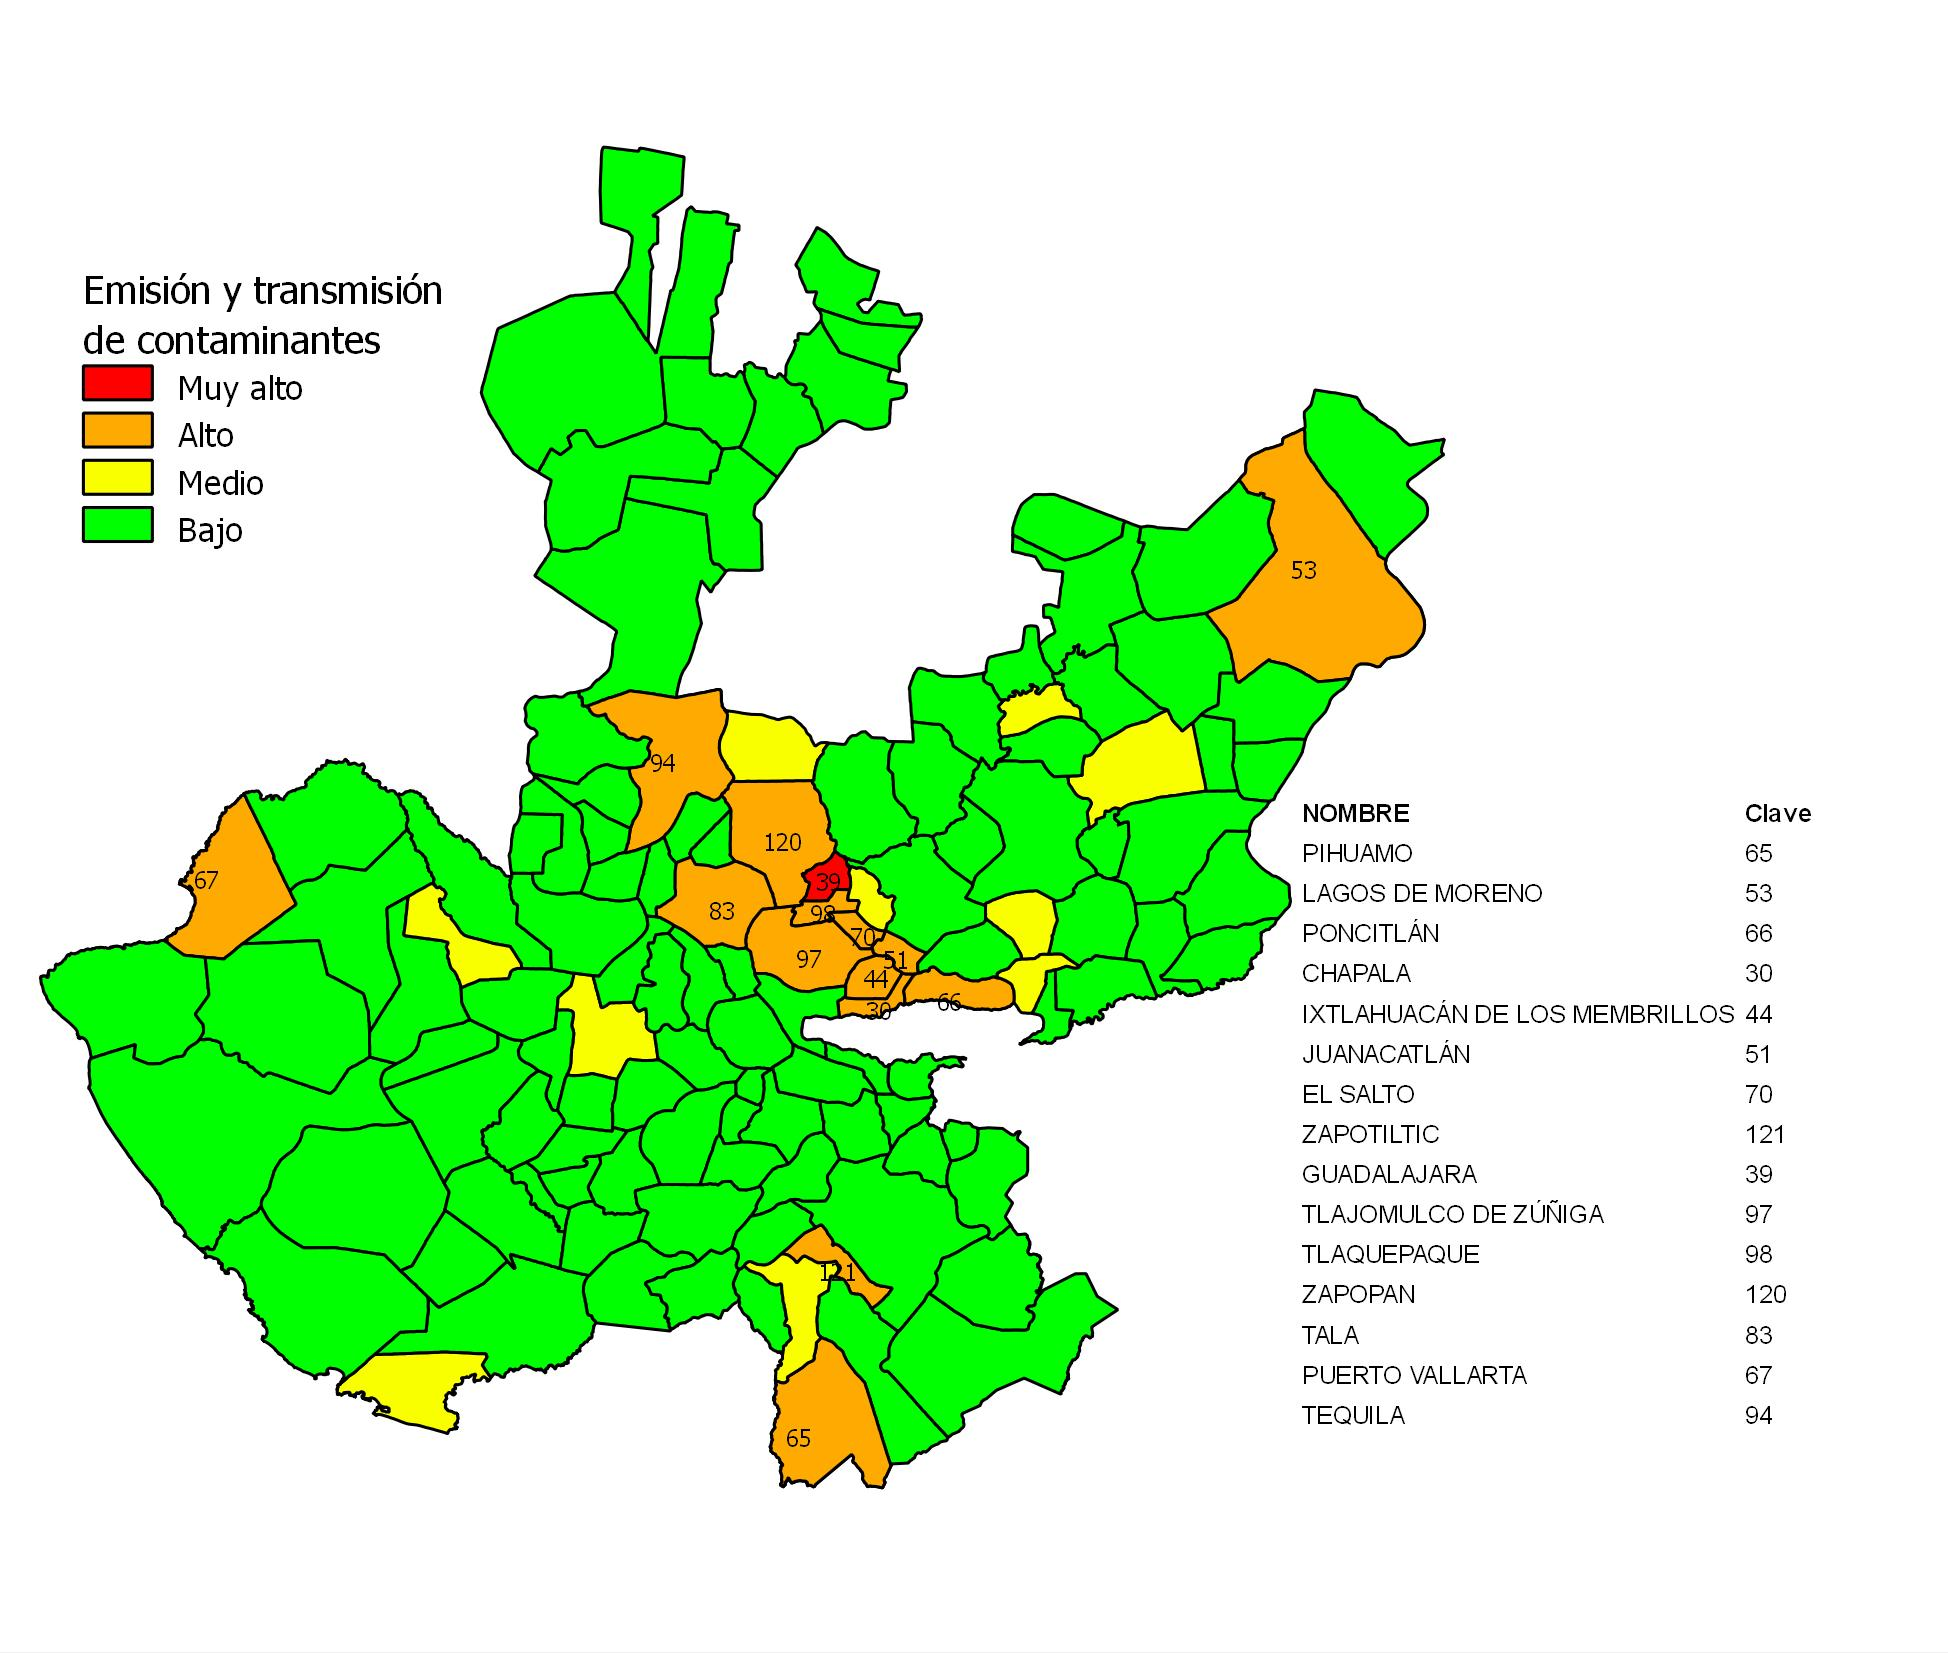 Emisión y transmisión
de contaminantes
Muy alto
Alto
Medio
Bajo
53
94
120
67
39
83
98
70
97
51
44
66
30
121
65
NOMBRE Clave
PIHUAMO 65
LAGOS DE MORENO 53
PONCITLÁN 66
CHAPALA 30
IXTLAHUACÁN DE LOS MEMBRILLOS 44
JUANACATLÁN 51
EL SALTO 70
ZAPOTILTIC 121
GUADALAJARA 39
TLAJOMULCO DE ZÚÑIGA 97
TLAQUEPAQUE 98
ZAPOPAN 120
TALA 83
PUERTO VALLARTA 67
TEQUILA 94